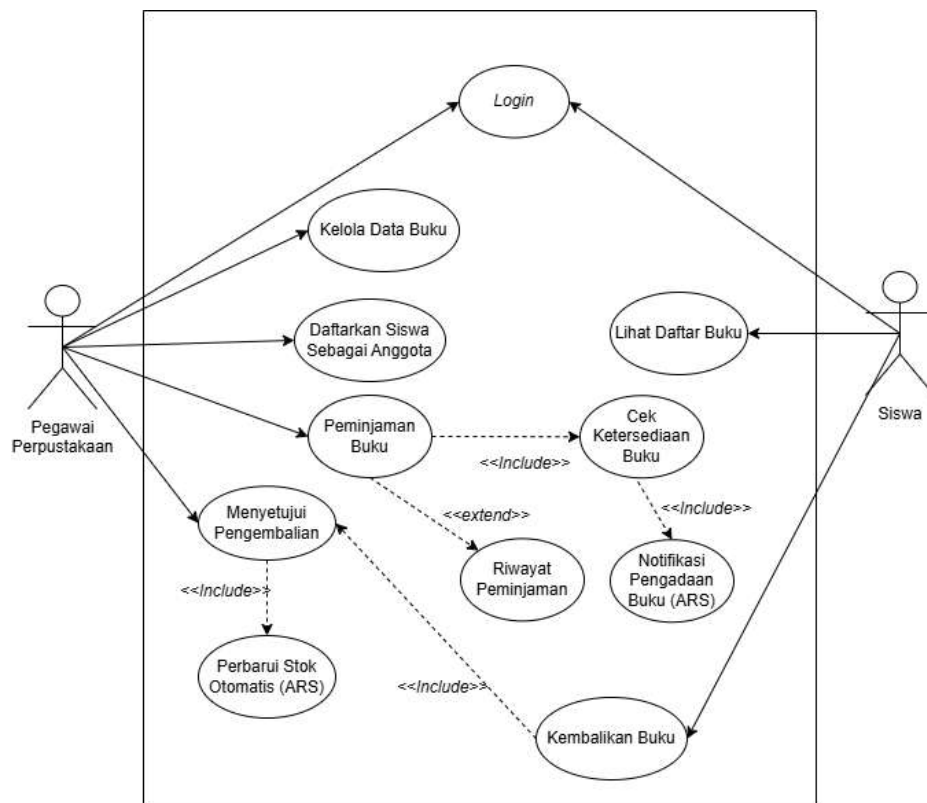 Login
Kelola Data Buku
Daftarkan Siswa
Sebagai Anggota
Lihat Daftar Buku
Pegawai
Perpustakaan
Siswa
Peminjaman
Buku
<<Include>>
Cek
Ketersediaan
Buku
Menyetujui
Pengembalian
<<extend>>
<<Include>>
Riwayat
Peminjaman
Notifikasi
Pengadaan
Buku (ARS)
<<Include>>
Perbarui Stok
Otomatis (ARS)
<<Include>>
Kembalikan Buku